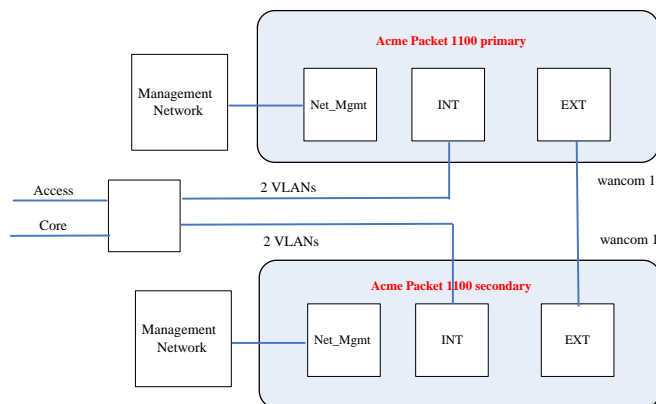 Acme Packet 1100 primary
Management
Network
Net_Mgmt
INT
EXT
Access
2 VLANs
wancom 1
Core
2 VLANs
wancom 1
Acme Packet 1100 secondary
Management
Network
Net_Mgmt
INT
EXT